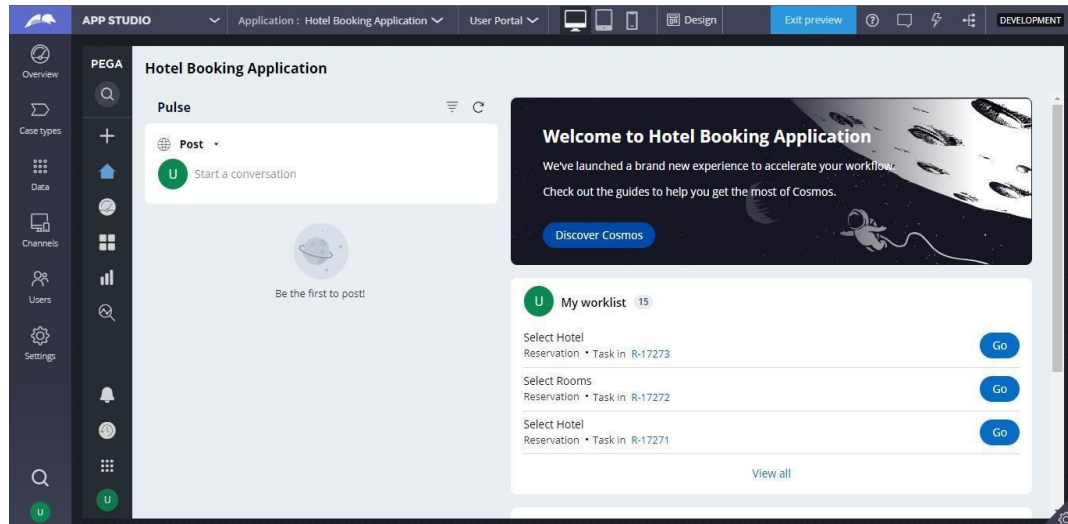 APP STUDIO
Application : Hotel Booking Application
User Portal
Design
Exit preview
DEVELOPMENT
Overview
Case types
Data
Channels
Users
Settings
U
PEGA
U
Hotel Booking Application
Pulse
Post
U
Start a conversation
Be the first to post!
Welcome to Hotel Booking Application
We've launched a brand new experience to accelerate your workflow.
Check out the guides to help you get the most of Cosmos.
Discover Cosmos
U My worklist 15
Select Hotel
Reservation • Task in R-17273
Go
Select Rooms
Reservation • Task in R-17272
Go
Select Hotel
Reservation • Task in R-17271
Go
View all